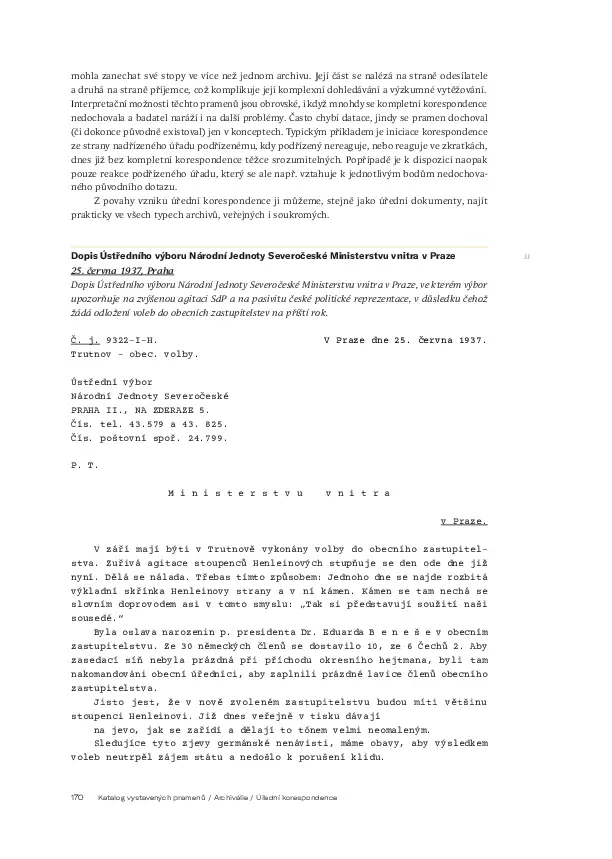 mohla zanechat své stopy ve více než jednom archivu. Její část se nalézá na straně odesílatele
a druhá na straně příjemce, což komplikuje její komplexní dohledávání a výzkumné vytěžování.
Interpretační možnosti těchto pramenů jsou obrovské, i když mnohdy se kompletní korespondence
nedochovala a badatel naráží i na další problémy. Často chybí datace, jindy se pramen dochoval
(či dokonce původně existoval) jen v konceptech. Typickým příkladem je iniciace korespondence
ze strany nadřízeného úřadu podřízenému, kdy podřízený nereaguje, nebo reaguje ve zkratkách,
dnes již bez kompletní korespondence těžce srozumitelných. Popřípadě je k dispozici naopak
pouze reakce podřízeného úřadu, který se ale např. vztahuje k jednotlivým bodům nedochova-
ného původního dotazu.
Z povahy vzniku úřední korespondence ji můžeme, stejně jako úřední dokumenty, najít
prakticky ve všech typech archivů, veřejných i soukromých.
Dopis Ústředního výboru Národní Jednoty Severočeské Ministerstvu vnitra v Praze
25. června 1937, Praha
Dopis Ústředního výboru Národní Jednoty Severočeské Ministerstvu vnitra v Praze, ve kterém výbor
upozorňuje na zvýšenou agitaci SdP a na pasivitu české politické reprezentace, v důsledku čehož
žádá odložení voleb do obecních zastupitelstev na příští rok.
Č. j. 9322-I-H. V Praze dne 25. června 1937.
Trutnov - obec. volby.
Ústřední výbor
Národní Jednoty Severočeské
PRAHA II., NA ZDERAZE 5.
Čís. tel. 43.579 a 43. 825.
Čís. poštovní spoř. 24.799.
P. T.
M i n i s t e r s t v u v n i t r a
v Praze.
V září mají býti v Trutnově vykonány volby do obecního zastupitel-
stva. Zuřivá agitace stoupenců Henleinových stupňuje se den ode dne již
nyní. Dělá se nálada. Třebas tímto způsobem: Jednoho dne se najde rozbitá
výkladní skřínka Henleinovy strany a v ní kámen. Kámen se tam nechá se
slovním doprovodem asi v tomto smyslu: „Tak si představují soužití naši
sousedé.“
Byla oslava narozenin p. presidenta Dr. Eduarda B e n e š e v obecním
zastupitelstvu. Ze 30 německých členů se dostavilo 10, ze 6 Čechů 2. Aby
zasedací síň nebyla prázdná při příchodu okresního hejtmana, byli tam
nakomandováni obecní úředníci, aby zaplnili prázdné lavice členů obecního
zastupitelstva.
Jisto jest, že v nově zvoleném zastupitelstvu budou míti většinu
stoupenci Henleinovi. Již dnes veřejně v tisku dávají
na jevo, jak se zařídí a dělají to tónem velmi neomaleným.
Sledujíce tyto zjevy germánské nenávisti, máme obavy, aby výsledkem
voleb neutrpěl zájem státu a nedošlo k porušení klidu.
170 Katalog vystavených pramenů / Archiválie / Úřední korespondence